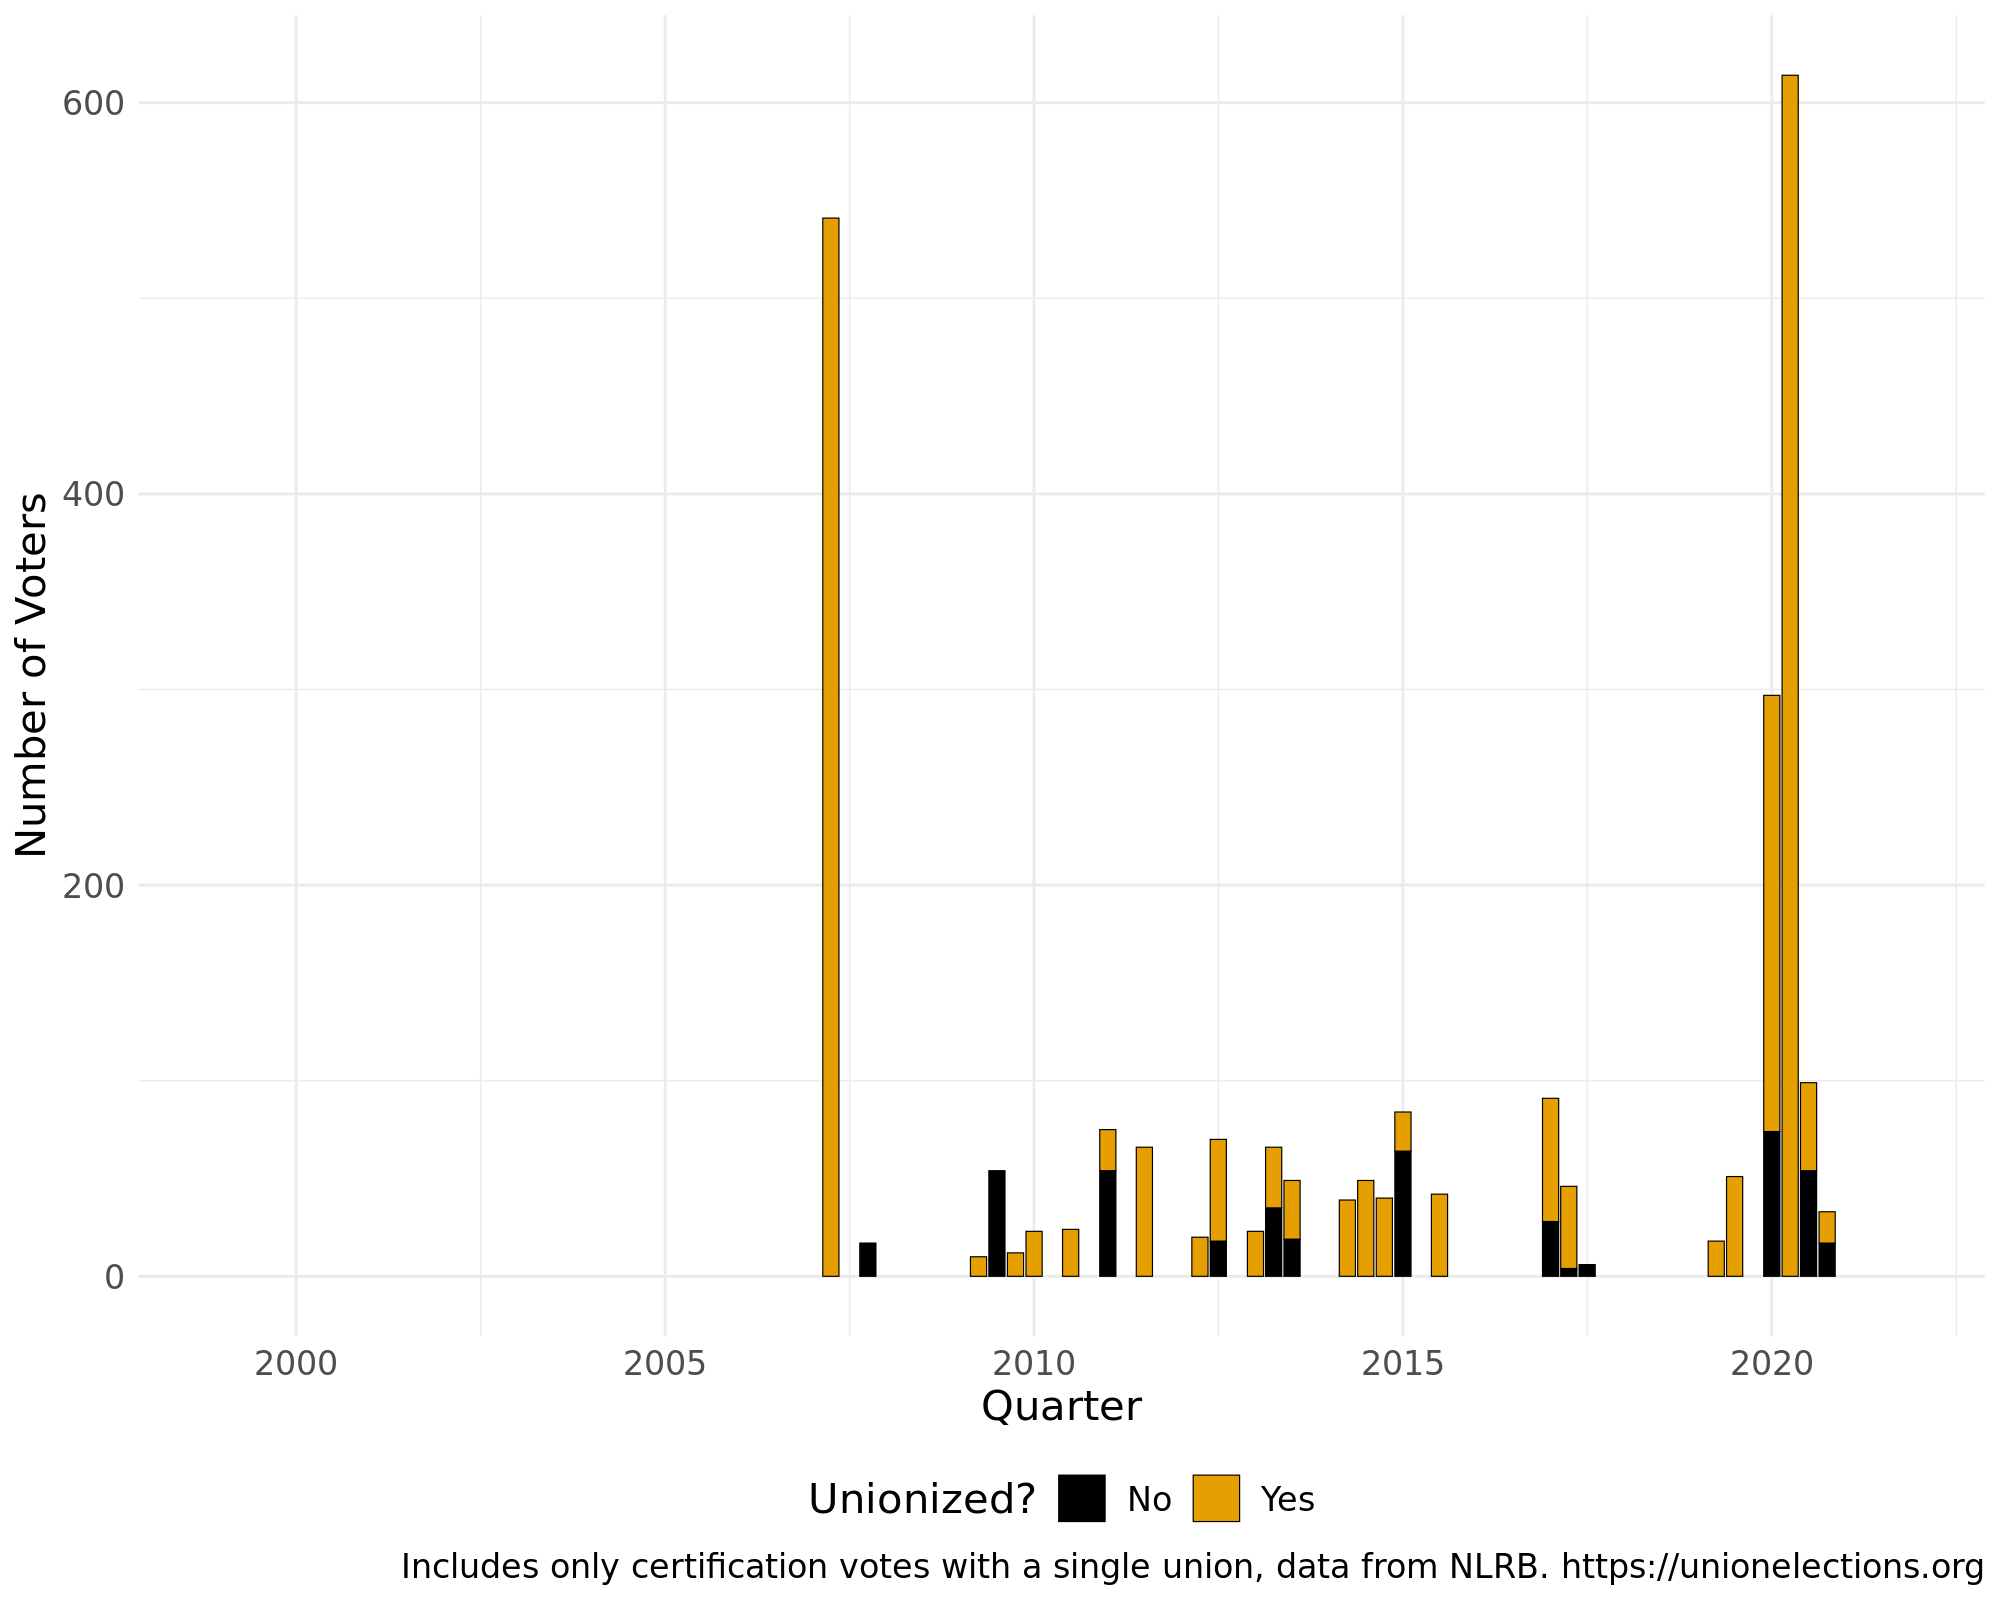 600
400
200
0
Number of Voters
2000 2005 2010 2015 2020
Quarter
Unionized? No Yes
Includes only certification votes with a single union, data from NLRB. https://unionelections.org